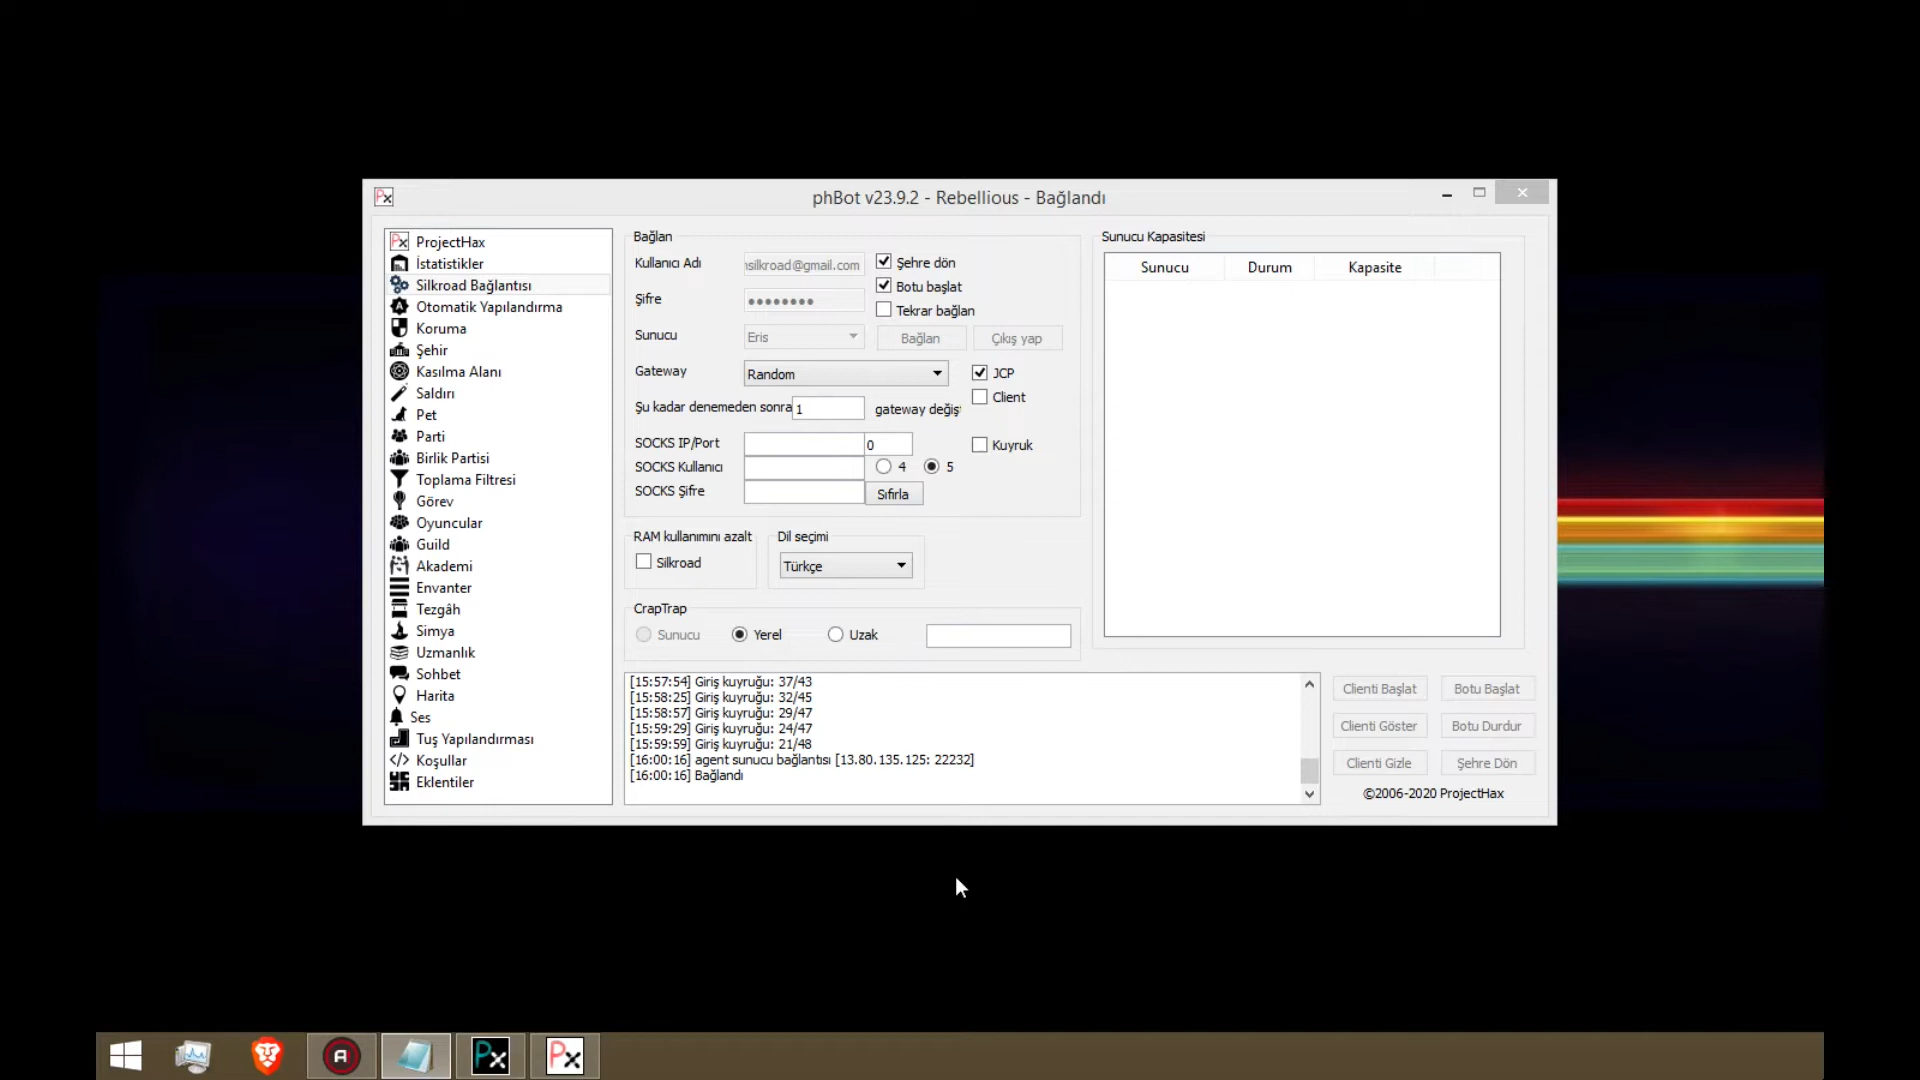 phBot v23.9.2 - Rebellious - Bağlandı
ProjectHax
İstatistikler
Silkroad Bağlantısı
Otomatik Yapılandırma
Koruma
Şehir
Kasılma Alanı
Saldırı
Pet
Parti
Birlik Partisi
Toplama Filtresi
Görev
Oyuncular
Guild
Akademi
Envanter
Tezgâh
Simya
Uzmanlık
Sohbet
Harita
Ses
Tuş Yapılandırması
Koşullar
Eklentiler
Bağlan
Kullanıcı Adı
silkroad@gmail.com
Şehre dön
Botu başlat
Şifre
Tekrar bağlan
Sunucu
Eris
Bağlan
Çıkış yap
Gateway
Random
JCP
Client
Şu kadar denemeden sonra
1
gateway değiş
SOCKS IP/Port
0
Kuyruk
SOCKS Kullanıcı
4
5
SOCKS Şifre
Sıfırla
RAM kullanımını azalt
Silkroad
Dil seçimi
Türkçe
CrapTrap
Sunucu
Yerel
Uzak
Sunucu Kapasitesi
Sunucu Durum Kapasite
[15:57:54] Giriş kuyruğu: 37/43
[15:58:25] Giriş kuyruğu: 32/45
[15:58:57] Giriş kuyruğu: 29/47
[15:59:29] Giriş kuyruğu: 24/47
[15:59:59] Giriş kuyruğu: 21/48
[16:00:16] agent sunucu bağlantısı [13.80.135.125: 22232]
[16:00:16] Bağlandı
Clienti Başlat
Botu Başlat
Clienti Göster
Botu Durdur
Clienti Gizle
Şehre Dön
©2006-2020 ProjectHax